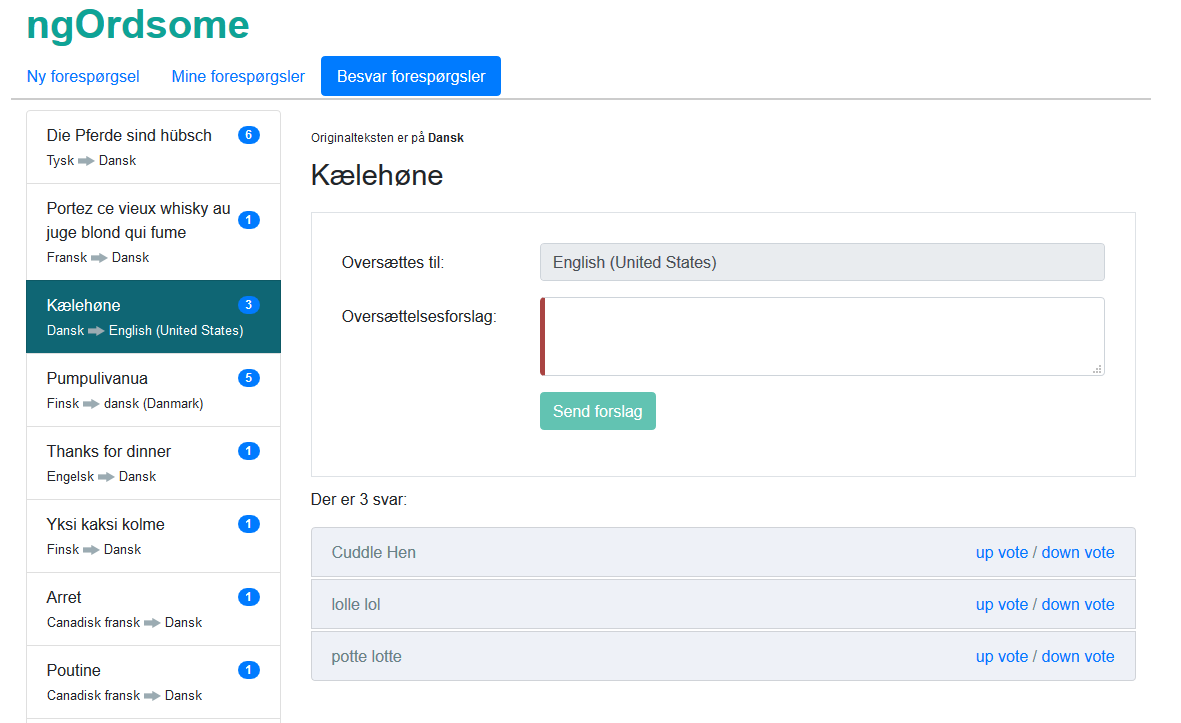 ngOrdsome
Ny forespørgsel Mine forespørgsler Besvar forespørgsler
Die Pferde sind hübsch 6
Tysk Dansk
Portez ce vieux whisky au
juge blond qui fume 1
Fransk Dansk
Kælehøne 3
Dansk English (United States)
Pumpulivanua 5
Finsk dansk (Danmark)
Thanks for dinner 1
Engelsk Dansk
Yksi kaksi kolme 1
Finsk Dansk
Arret 1
Canadisk fransk Dansk
Poutine 1
Canadisk fransk Dansk
Originalteksten er på Dansk
Kælehøne
Oversættes til: English (United States)
Oversættelsesforslag:
Send forslag
Der er 3 svar:
Cuddle Hen up vote / down vote
lolle lol up vote / down vote
potte lotte up vote / down vote